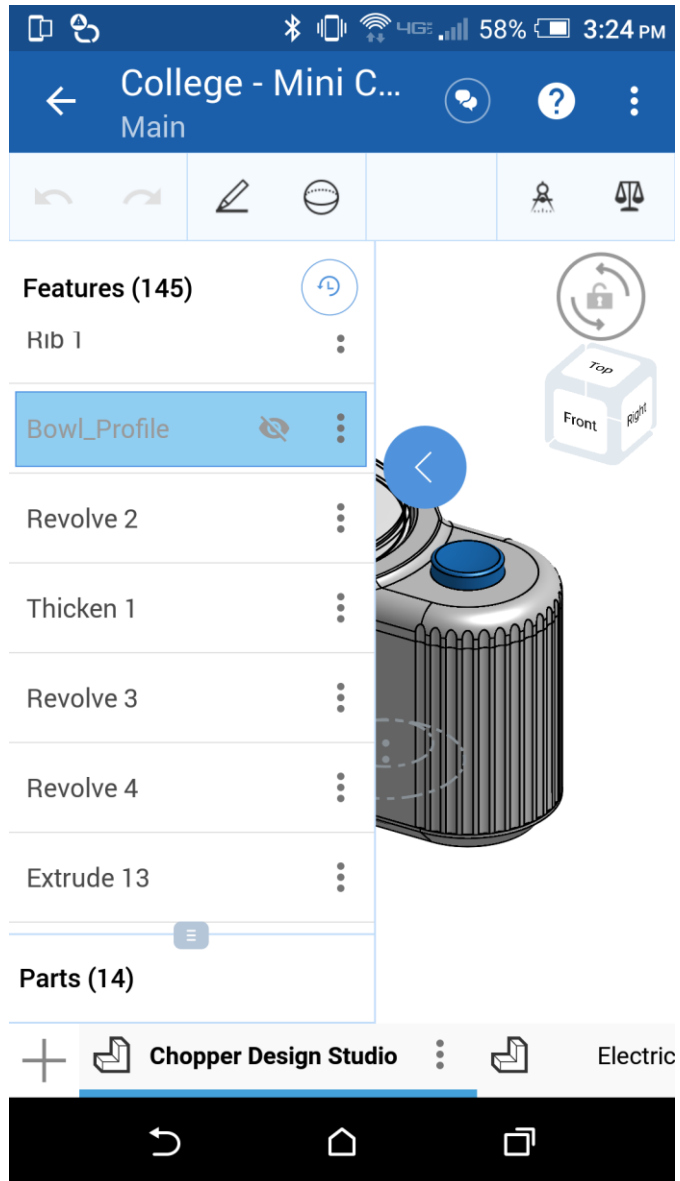 4GE 58% 3:24 PM
College - Mini C...
Main
Features (145)
Rib 1
Bowl_Profile
Revolve 2
Thicken 1
Revolve 3
Revolve 4
Extrude 13
Parts (14)
Top
Front
Right
Chopper Design Studio
Electric